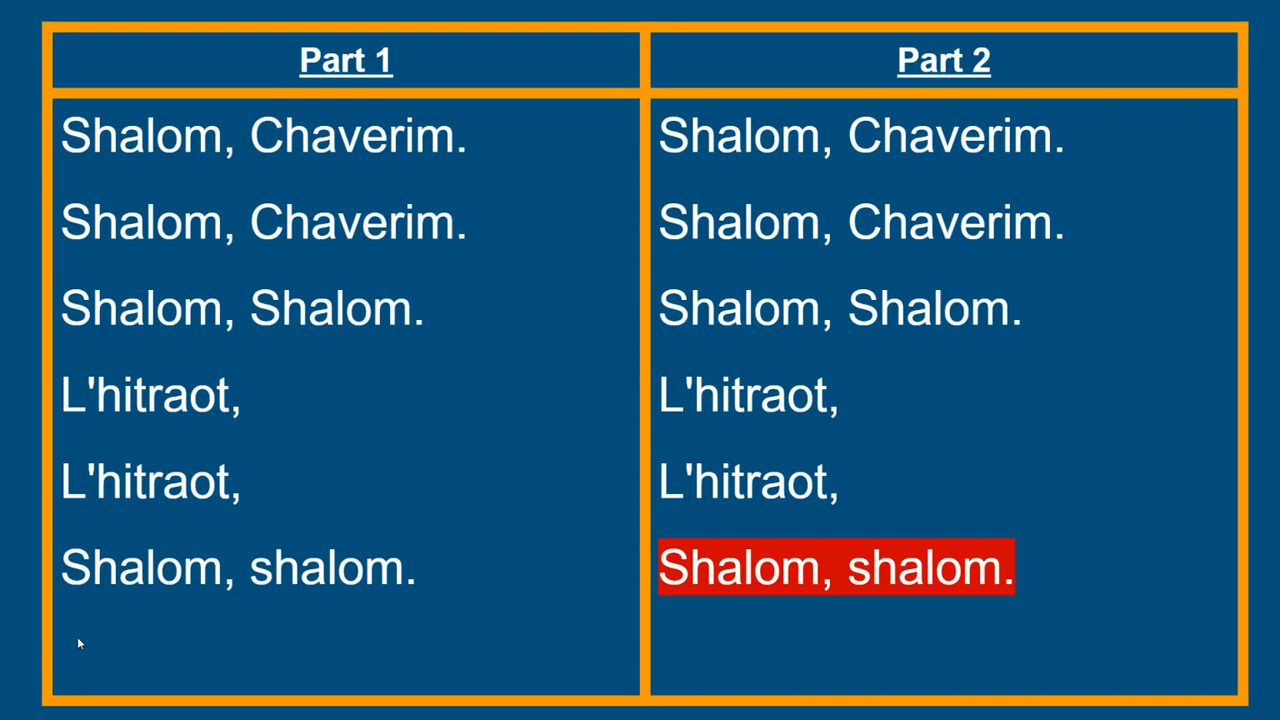 Part 1
Shalom, Chaverim.
Shalom, Chaverim.
Shalom, Shalom.
L'hitraot,
L'hitraot,
Shalom, shalom.
Part 2
Shalom, Chaverim.
Shalom, Chaverim.
Shalom, Shalom.
L'hitraot,
L'hitraot,
Shalom, shalom.